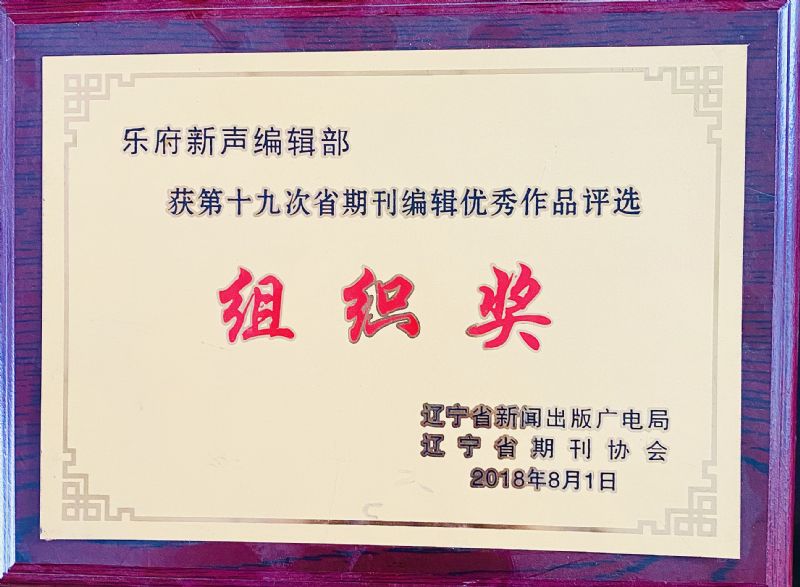 乐府新声编辑部
获第十九次省期刊编辑优秀作品评选
组织奖
辽宁省新闻出版广电局
辽宁省期刊协会
2018年8月1日